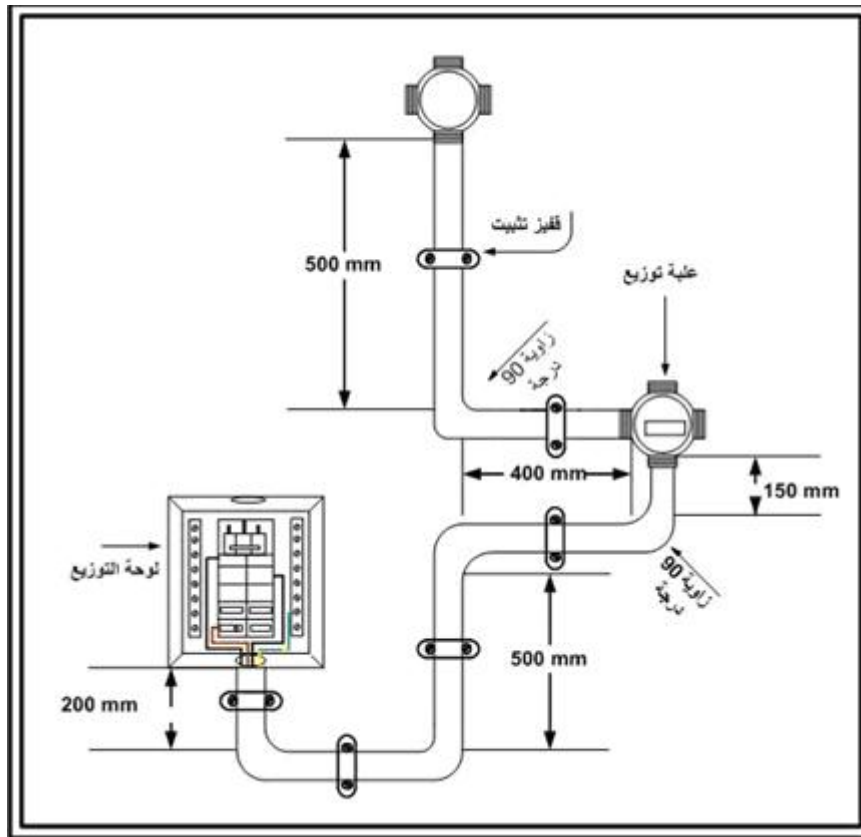 500 mm
قفيز تثبيت
علبة توزيع
زاوية 90
درجة
400 mm
150 mm
لوحة التوزيع
زاوية 90
درجة
500 mm
200 mm